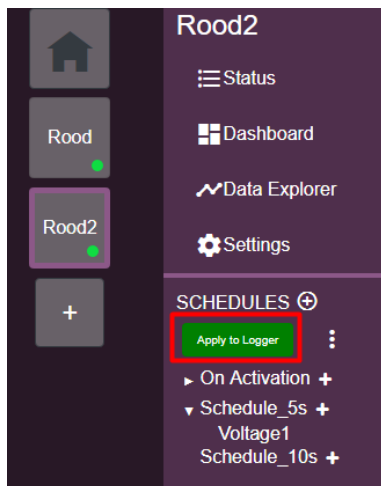 Rood2
Status
Rood
Dashboard
Data Explorer
Rood2
Settings
+
SCHEDULES
Apply to Logger
On Activation +
Schedule_5s +
Voltage1
Schedule_10s +